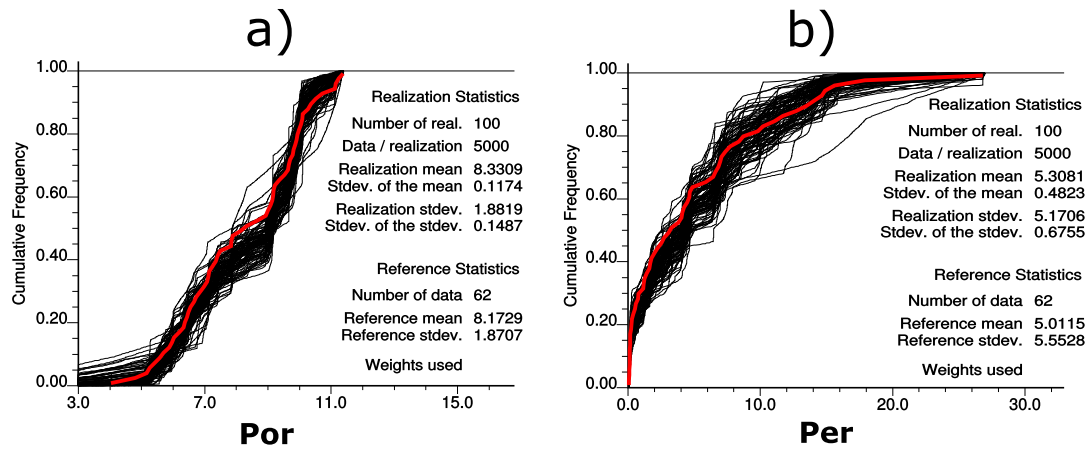 a)
Cumulative Frequency
1.00
0.80
0.60
0.40
0.20
0.00
3.0 7.0 11.0 15.0
Por
Realization Statistics
Number of real. 100
Data / realization 5000
Realization mean 8.3309
Stdev. of the mean 0.1174
Realization stdev. 1.8819
Stdev. of the stdev. 0.1487
Reference Statistics
Number of data 62
Reference mean 8.1729
Reference stdev. 1.8707
Weights used
b)
Cumulative Frequency
1.00
0.80
0.60
0.40
0.20
0.00
0.0 10.0 20.0 30.0
Per
Realization Statistics
Number of real. 100
Data / realization 5000
Realization mean 5.3081
Stdev. of the mean 0.4823
Realization stdev. 5.1706
Stdev. of the stdev. 0.6755
Reference Statistics
Number of data 62
Reference mean 5.0115
Reference stdev. 5.5528
Weights used